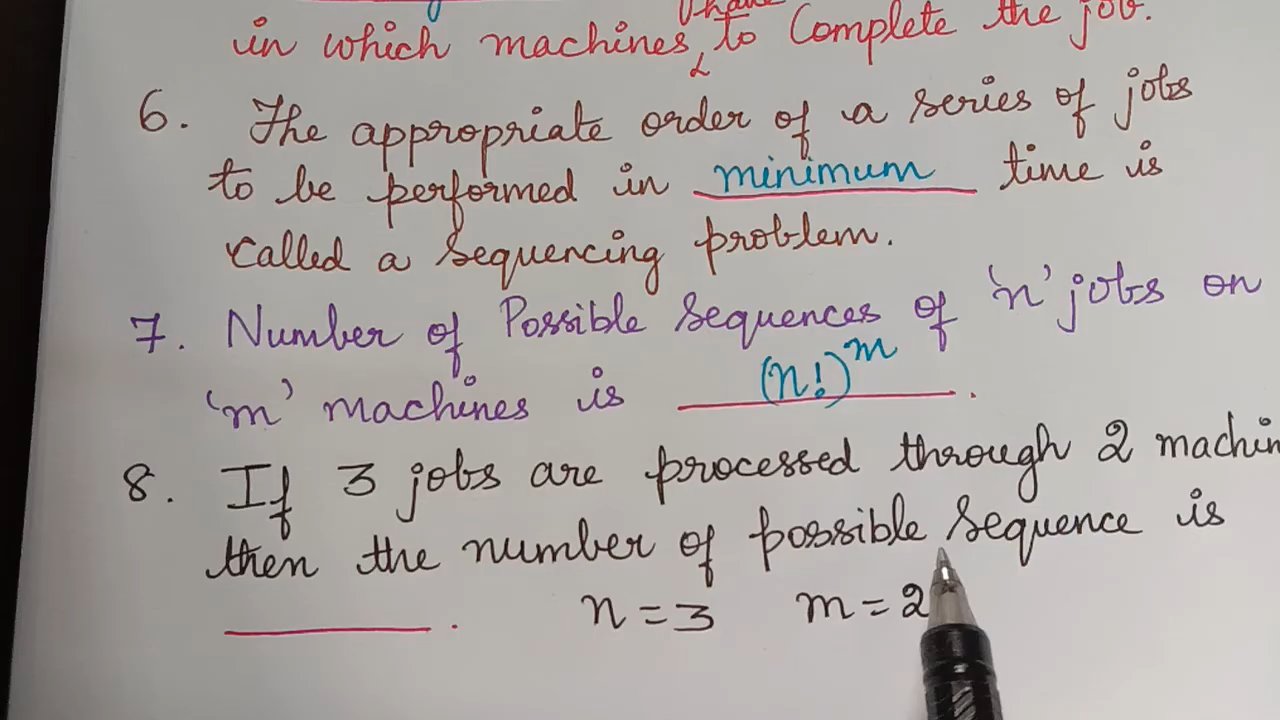 have
in which machines to complete the job.
6. The appropriate order of a series of jobs
to be performed in minimum time is
called a sequencing problem.
7. Number of Possible Sequences of 'n' jobs on
'm' machines is (n!)^m.
8. If 3 jobs are processed through 2 machin
then the number of possible sequence is
. n = 3 m = 2